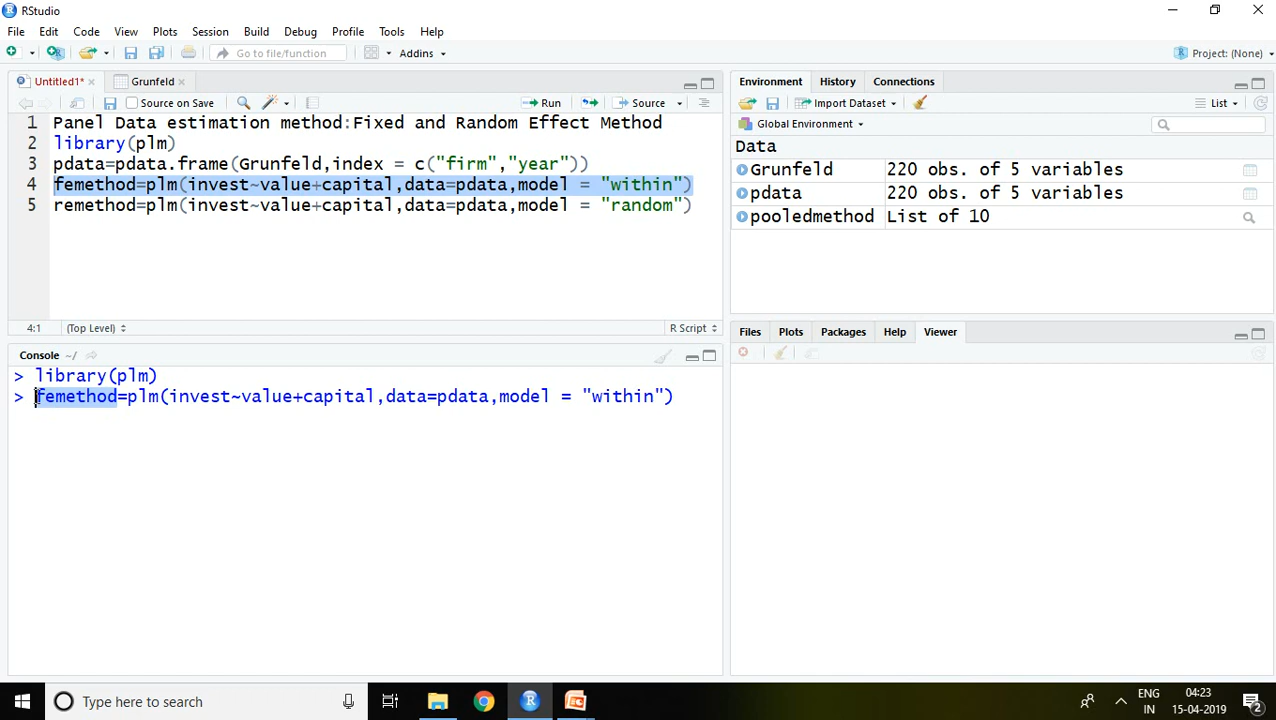 RStudio
File Edit Code View Plots Session Build Debug Profile Tools Help
Go to file/function Addins Project: (None)
Untitled1* Grunfeld
Source on Save Run Source
1 Panel Data estimation method:Fixed and Random Effect Method
2 library(plm)
3 pdata=pdata.frame(Grunfeld,index = c("firm","year"))
4 femethod=plm(invest~value+capital,data=pdata,model = "within")
5 remethod=plm(invest~value+capital,data=pdata,model = "random")
4:1 (Top Level) R Script
Console ~/
> library(plm)
> femethod=plm(invest~value+capital,data=pdata,model = "within")
Environment History Connections
Import Dataset List
Global Environment
Data
Grunfeld 220 obs. of 5 variables
pdata 220 obs. of 5 variables
pooledmethod List of 10
Files Plots Packages Help Viewer
Type here to search
ENG 04:23
IN 15-04-2019 2